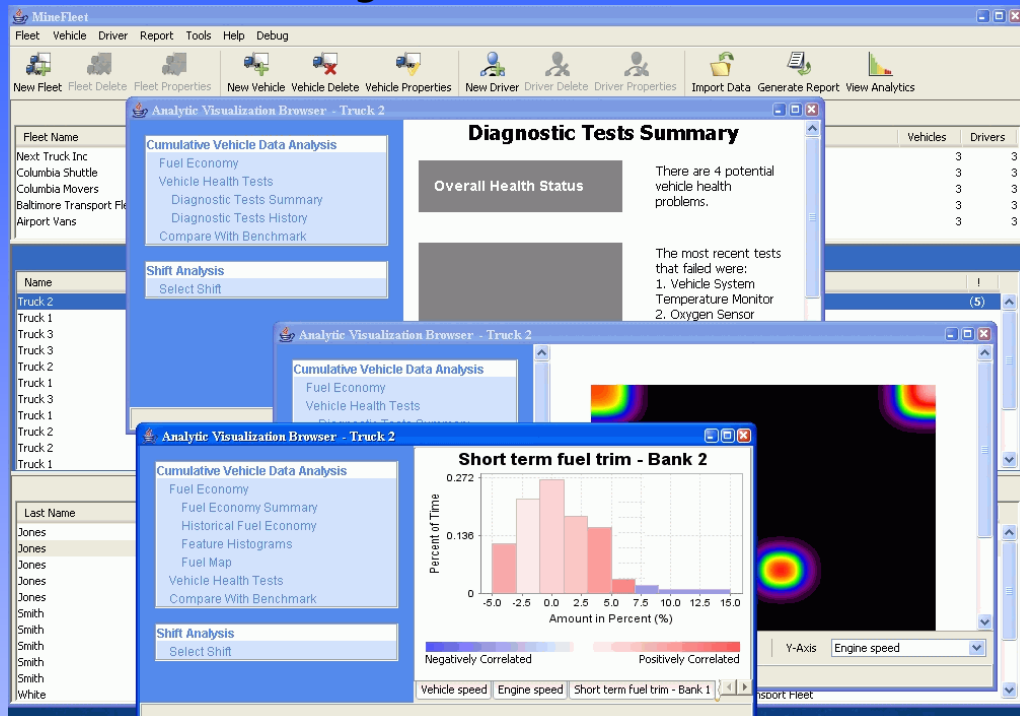 MineFleet
Fleet Vehicle Driver Report Tools Help Debug
New Fleet Fleet Delete Fleet Properties New Vehicle Vehicle Delete Vehicle Properties New Driver Driver Delete Driver Properties Import Data Generate Report View Analytics
Fleet Name Vehicles Drivers
Next Truck Inc 3 3
Columbia Shuttle 3 3
Columbia Movers 3 3
Baltimore Transport Fle 3 3
Airport Vans 3 3
Name !
Truck 2 (5)
Truck 1
Truck 3
Truck 3
Truck 2
Truck 1
Truck 3
Truck 1
Truck 2
Truck 2
Truck 1
Last Name
Jones
Jones
Jones
Jones
Jones
Smith
Smith
Smith
Smith
Smith
White
Analytic Visualization Browser - Truck 2
Cumulative Vehicle Data Analysis
Fuel Economy
Vehicle Health Tests
Diagnostic Tests Summary
Diagnostic Tests History
Compare With Benchmark
Shift Analysis
Select Shift
Diagnostic Tests Summary
Overall Health Status
There are 4 potential
vehicle health
problems.
The most recent tests
that failed were:
1. Vehicle System
Temperature Monitor
2. Oxygen Sensor
Analytic Visualization Browser - Truck 2
Cumulative Vehicle Data Analysis
Fuel Economy
Vehicle Health Tests
Diagnostic Tests Summary
Y-Axis Engine speed
nsport Fleet
Analytic Visualization Browser - Truck 2
Cumulative Vehicle Data Analysis
Fuel Economy
Fuel Economy Summary
Historical Fuel Economy
Feature Histograms
Fuel Map
Vehicle Health Tests
Compare With Benchmark
Shift Analysis
Select Shift
Short term fuel trim - Bank 2
Percent of Time
0.272
0.136
0
-5.0 -2.5 0.0 2.5 5.0 7.5 10.0 12.5 15.0
Amount in Percent (%)
Negatively Correlated Positively Correlated
Vehicle speed Engine speed Short term fuel trim - Bank 1